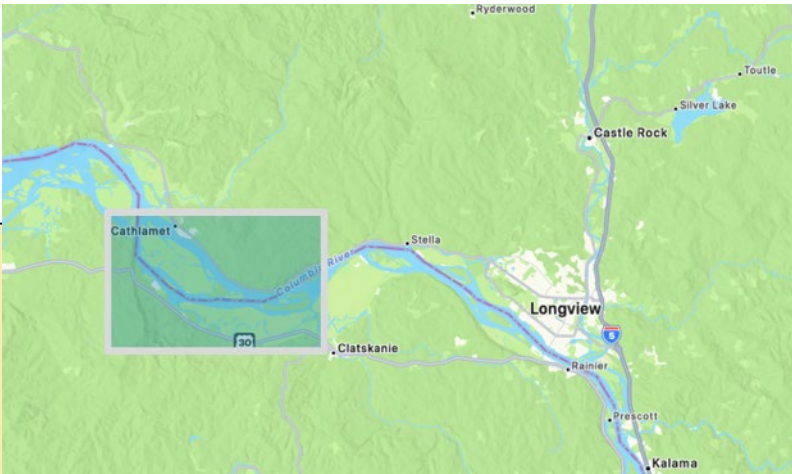 Ryderwood
Toutle
Silver Lake
Castle Rock
Cathlamet
Stella
Columbia River
Longview
5
30
Clatskanie
Rainier
Prescott
Kalama